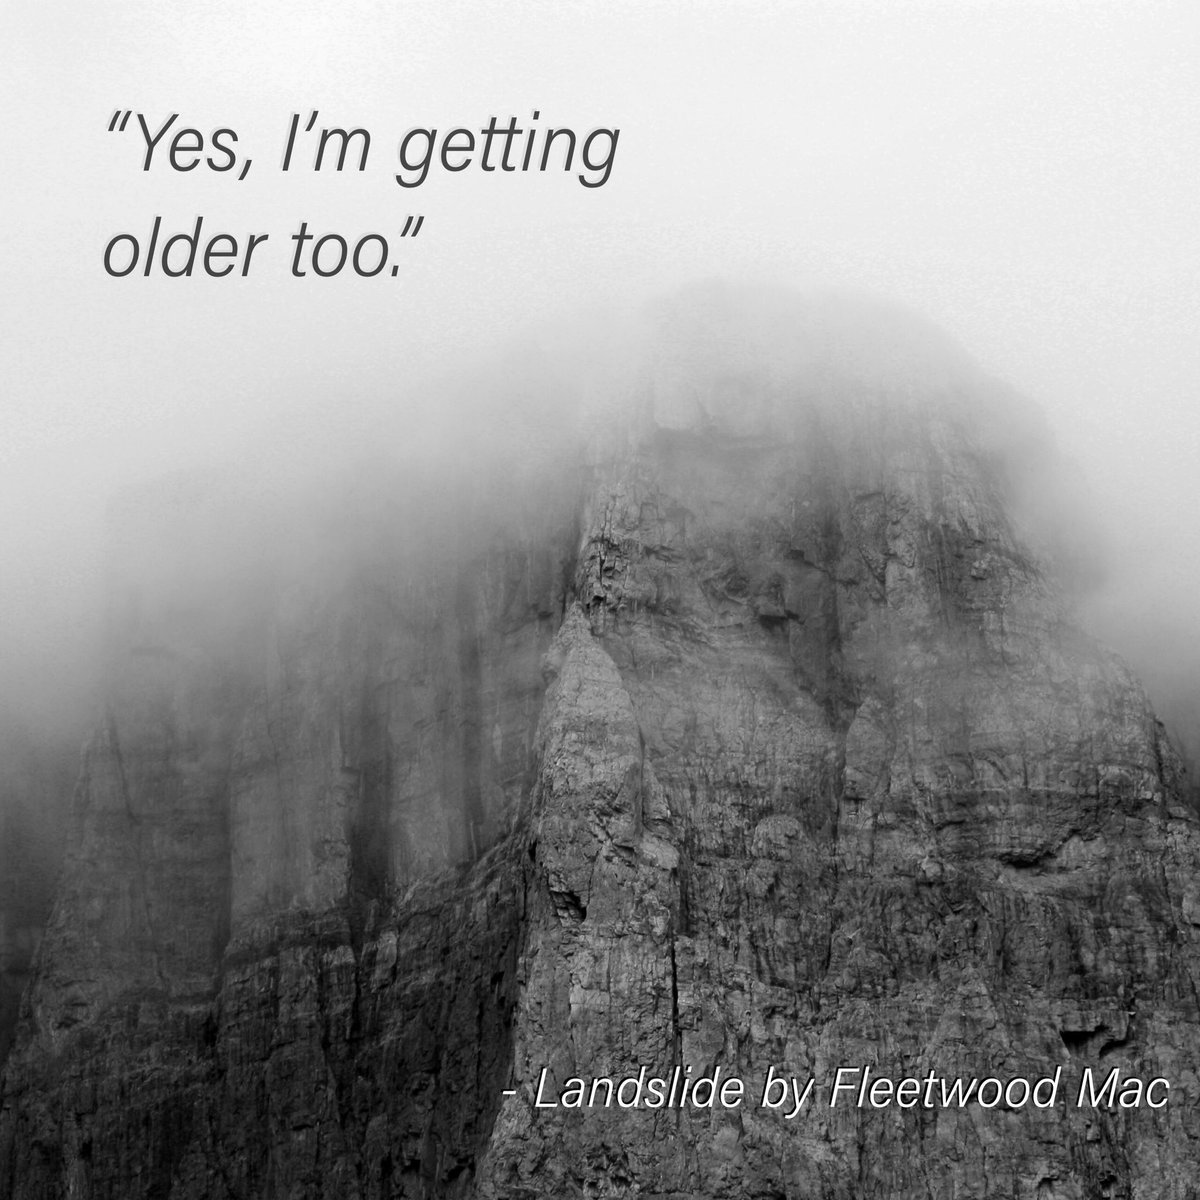 “Yes, I’m getting
older too.”
- Landslide by Fleetwood Mac